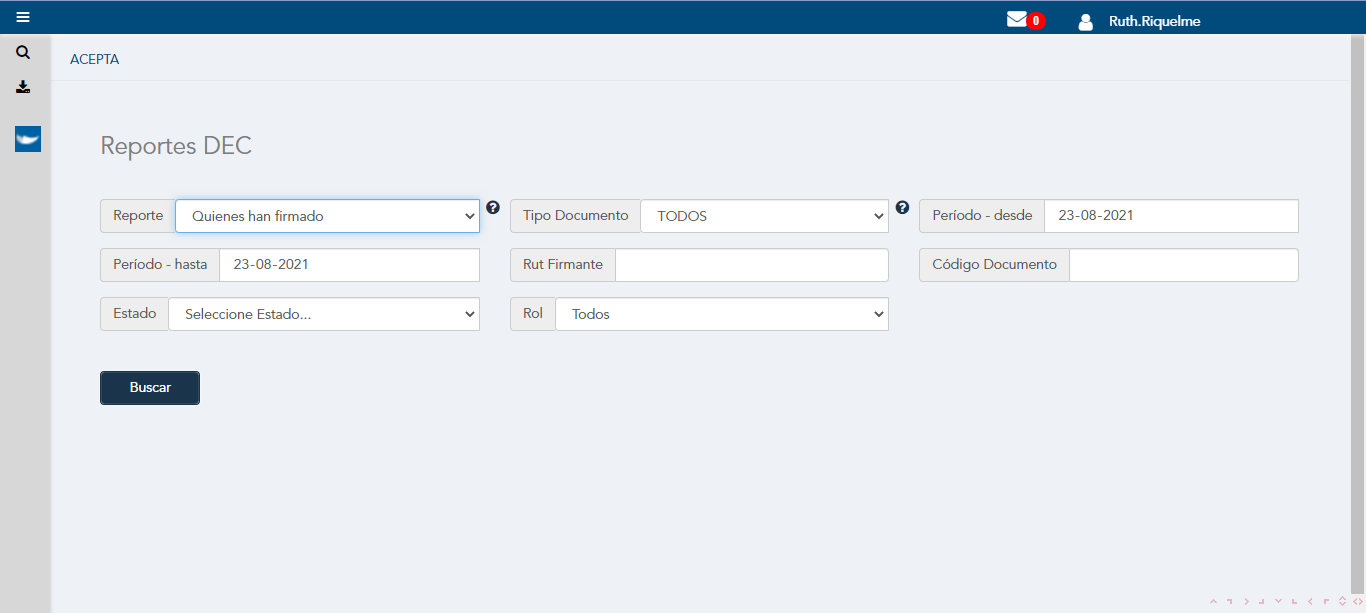 0 Ruth.Riquelme
ACEPTA
Reportes DEC
Reporte Quienes han firmado Tipo Documento TODOS Período - desde 23-08-2021
Período - hasta 23-08-2021 Rut Firmante Código Documento
Estado Seleccione Estado... Rol Todos
Buscar